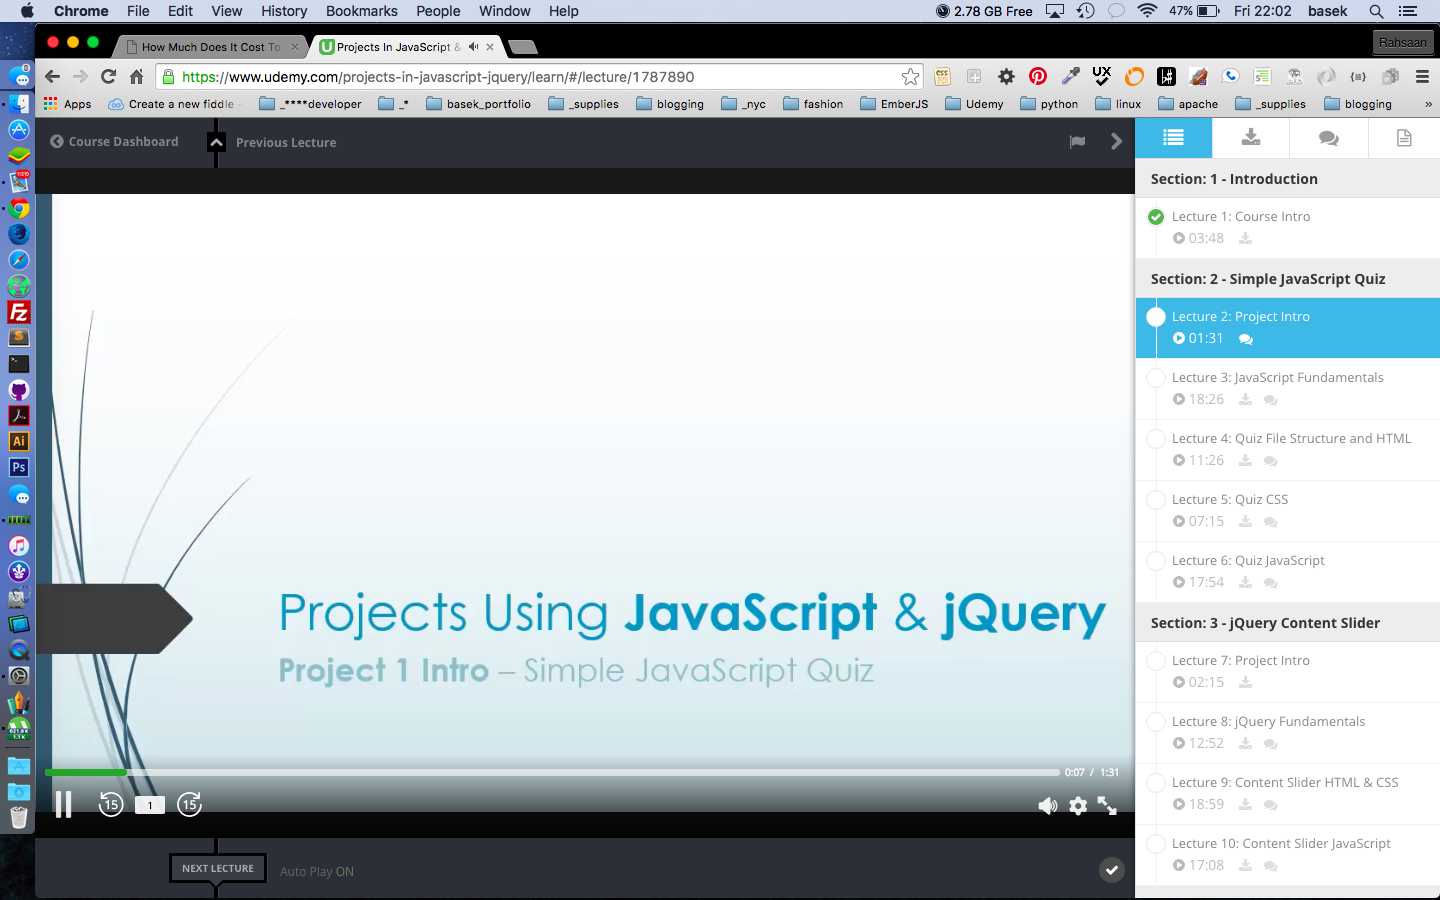 Chrome File Edit View History Bookmarks People Window Help 2.78 GB Free 47% Fri 22:02 basek
How Much Does It Cost To Projects In JavaScript & Rahsaan
https://www.udemy.com/projects-in-javascript-jquery/learn/#/lecture/1787890
Apps Create a new fiddle - _****developer _* basek_portfolio _supplies blogging _nyc fashion EmberJS Udemy python linux apache _supplies blogging »
Course Dashboard Previous Lecture
Section: 1 - Introduction
Lecture 1: Course Intro
03:48
Section: 2 - Simple JavaScript Quiz
Lecture 2: Project Intro
01:31
Lecture 3: JavaScript Fundamentals
18:26
Lecture 4: Quiz File Structure and HTML
11:26
Lecture 5: Quiz CSS
07:15
Lecture 6: Quiz JavaScript
17:54
Section: 3 - jQuery Content Slider
Lecture 7: Project Intro
02:15
Lecture 8: jQuery Fundamentals
12:52
Lecture 9: Content Slider HTML & CSS
18:59
Lecture 10: Content Slider JavaScript
17:08
Projects Using JavaScript & jQuery
Project 1 Intro – Simple JavaScript Quiz
0:07 / 1:31
15 1 15
NEXT LECTURE Auto Play ON
UX
Fz
S
Ai
Ps